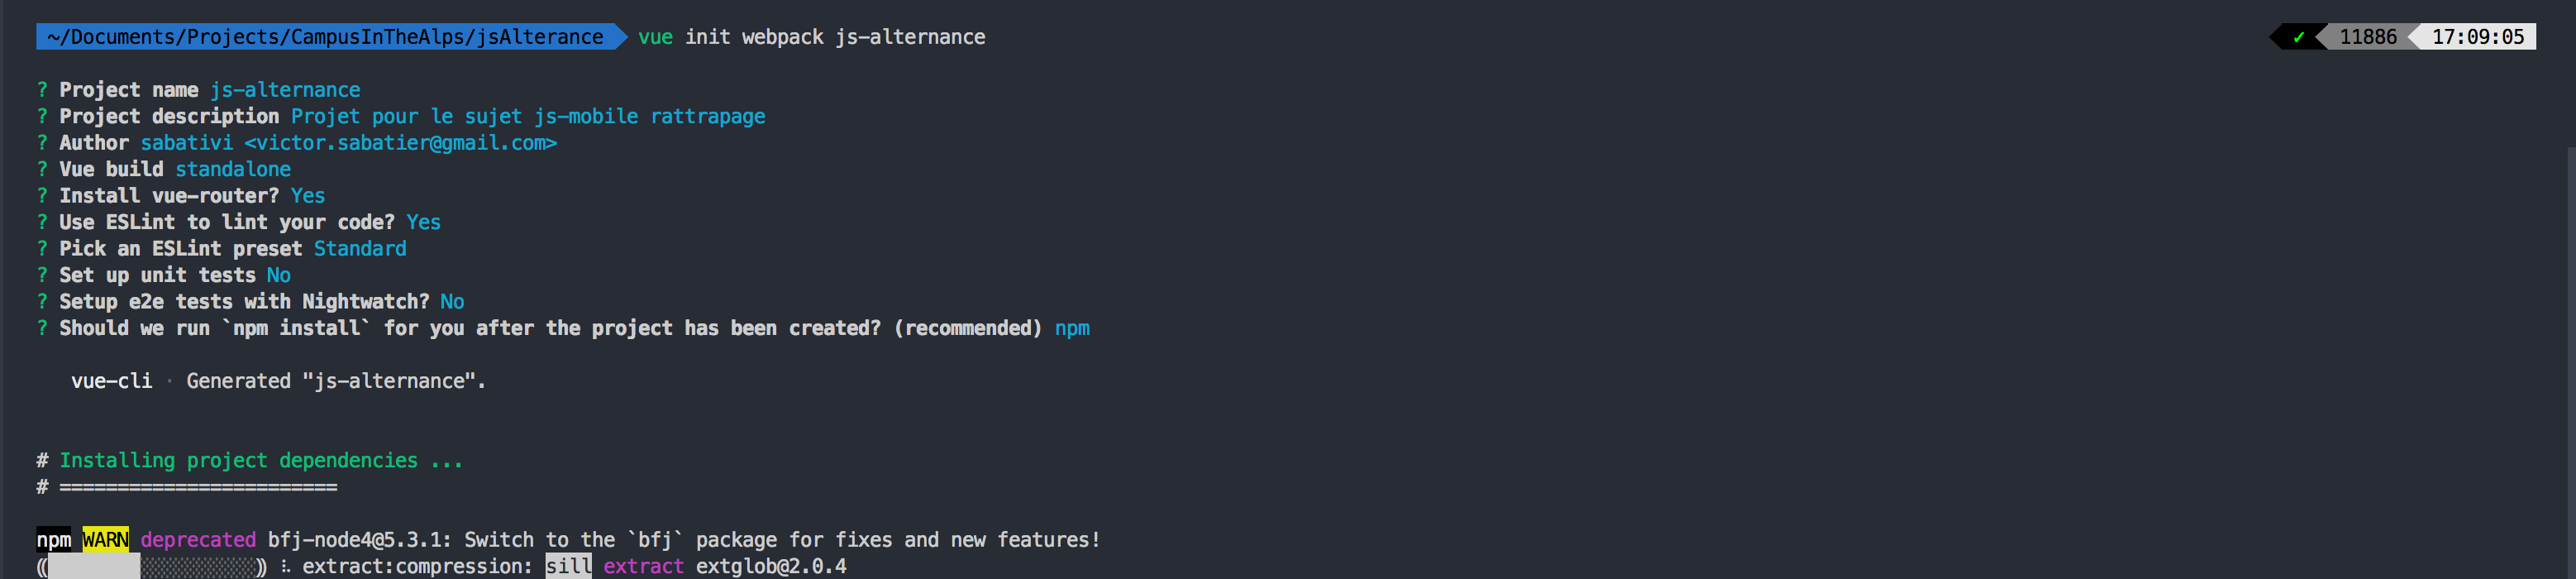 ~/Documents/Projects/CampusInTheAlps/jsAlterance vue init webpack js-alternance ✓ 11886 17:09:05
? Project name js-alternance
? Project description Projet pour le sujet js-mobile rattrapage
? Author sabativi <victor.sabatier@gmail.com>
? Vue build standalone
? Install vue-router? Yes
? Use ESLint to lint your code? Yes
? Pick an ESLint preset Standard
? Set up unit tests No
? Setup e2e tests with Nightwatch? No
? Should we run `npm install` for you after the project has been created? (recommended) npm
vue-cli · Generated "js-alternance".
# Installing project dependencies ...
# ========================
npm WARN deprecated bfj-node4@5.3.1: Switch to the `bfj` package for fixes and new features!
⸨░░░░░░░░░░⸩ ⠧ extract:compression: sill extract extglob@2.0.4